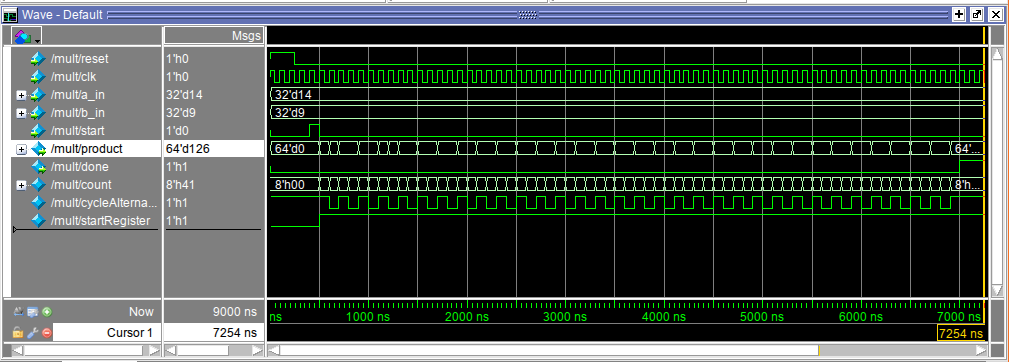 Wave - Default
Msgs
/mult/reset 1'h0
/mult/clk 1'h0
/mult/a_in 32'd14 32'd14
/mult/b_in 32'd9 32'd9
/mult/start 1'd0
/mult/product 64'd126 64'd0 64'...
/mult/done 1'h1
/mult/count 8'h41 8'h00 8'h...
/mult/cycleAlterna... 1'h1
/mult/startRegister 1'h1
Now 9000 ns ns 1000 ns 2000 ns 3000 ns 4000 ns 5000 ns 6000 ns 7000 ns
Cursor 1 7254 ns 7254 ns